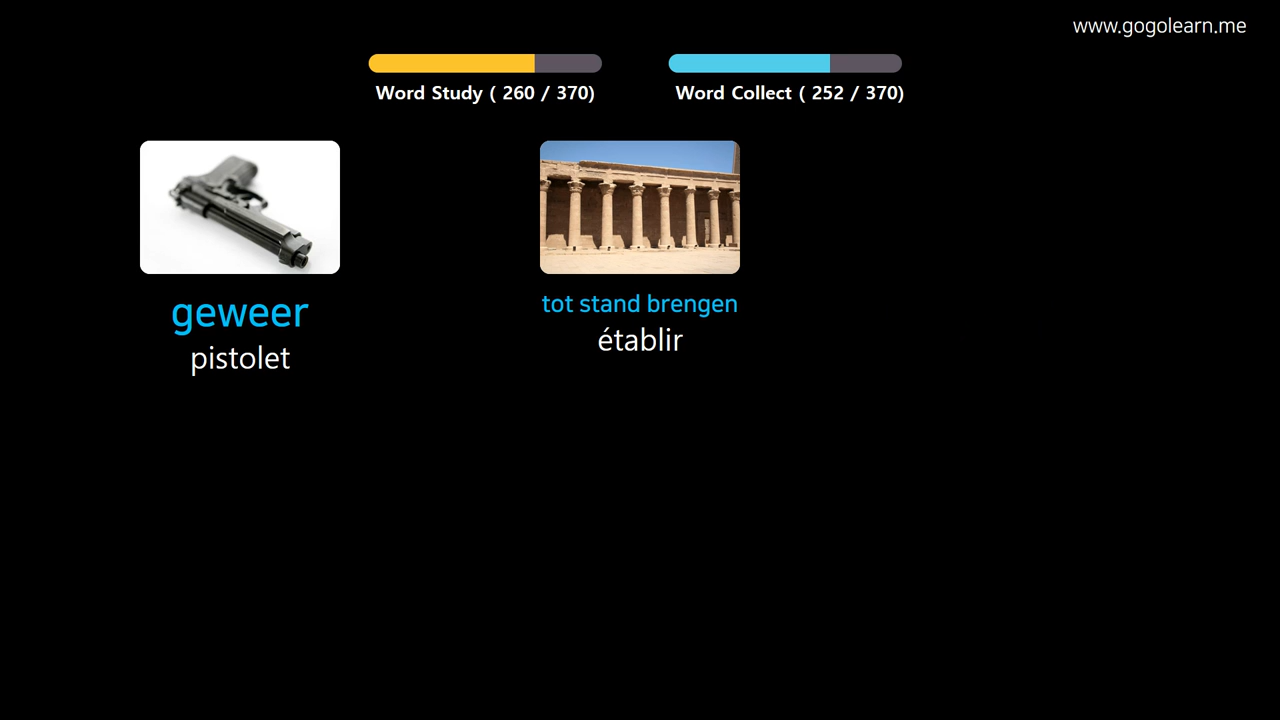 www.gogolearn.me
Word Study ( 260 / 370)
Word Collect ( 252 / 370)
geweer
pistolet
tot stand brengen
établir